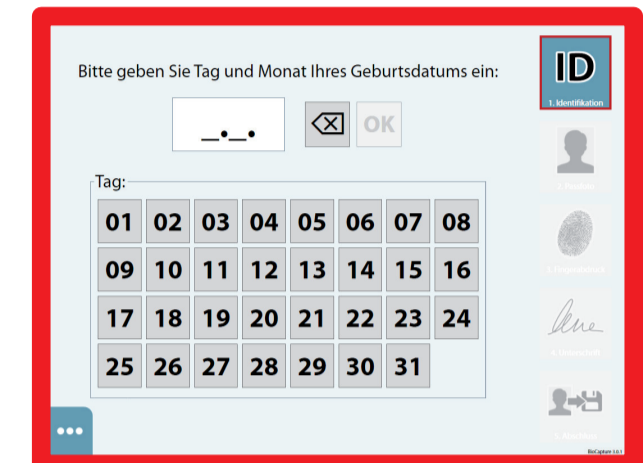 Bitte geben Sie Tag und Monat Ihres Geburtsdatums ein:
_._.
OK
Tag:
01 02 03 04 05 06 07 08
09 10 11 12 13 14 15 16
17 18 19 20 21 22 23 24
25 26 27 28 29 30 31
ID
1. Identifikation